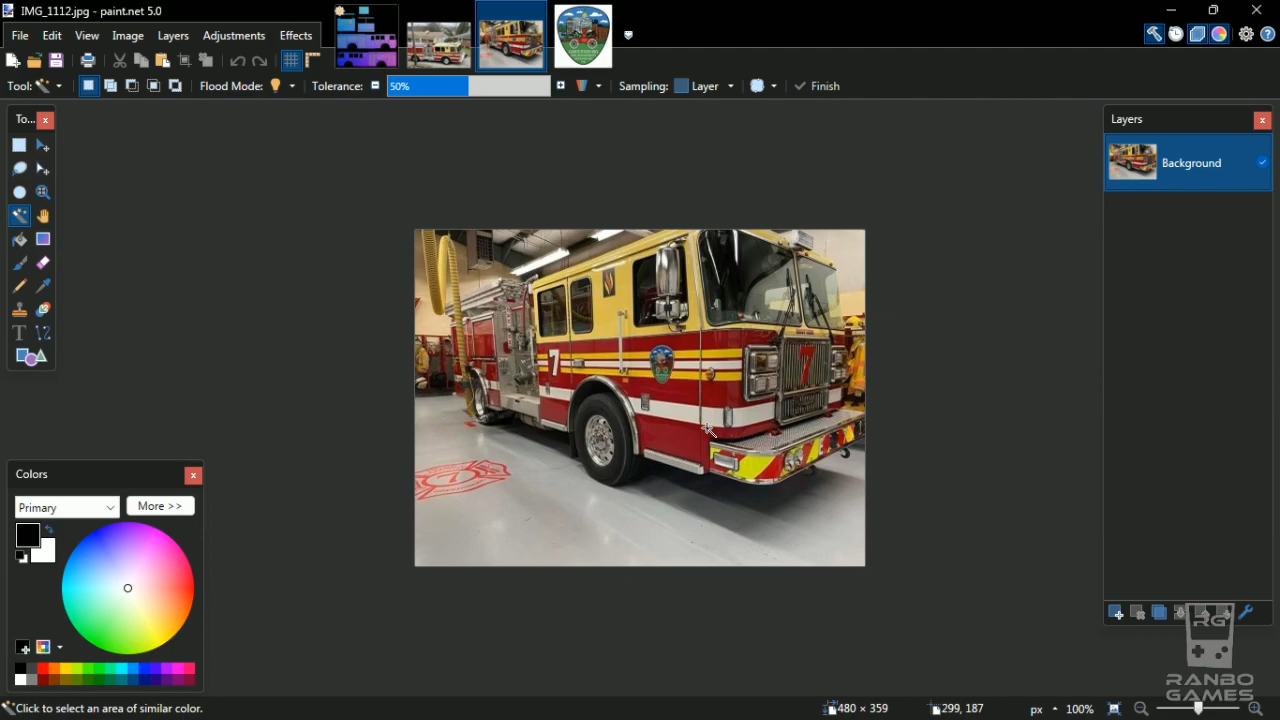 IMG_1112.jpg - paint.net 5.0
File Edit View Image Layers Adjustments Effects
Tool: Flood Mode: Tolerance: 50% Sampling: Layer Finish
To...
Layers
Background
7
7
7
Colors
Primary
More >>
RG
RANBO
GAMES
Click to select an area of similar color.
480 × 359
299, 187
px
100%